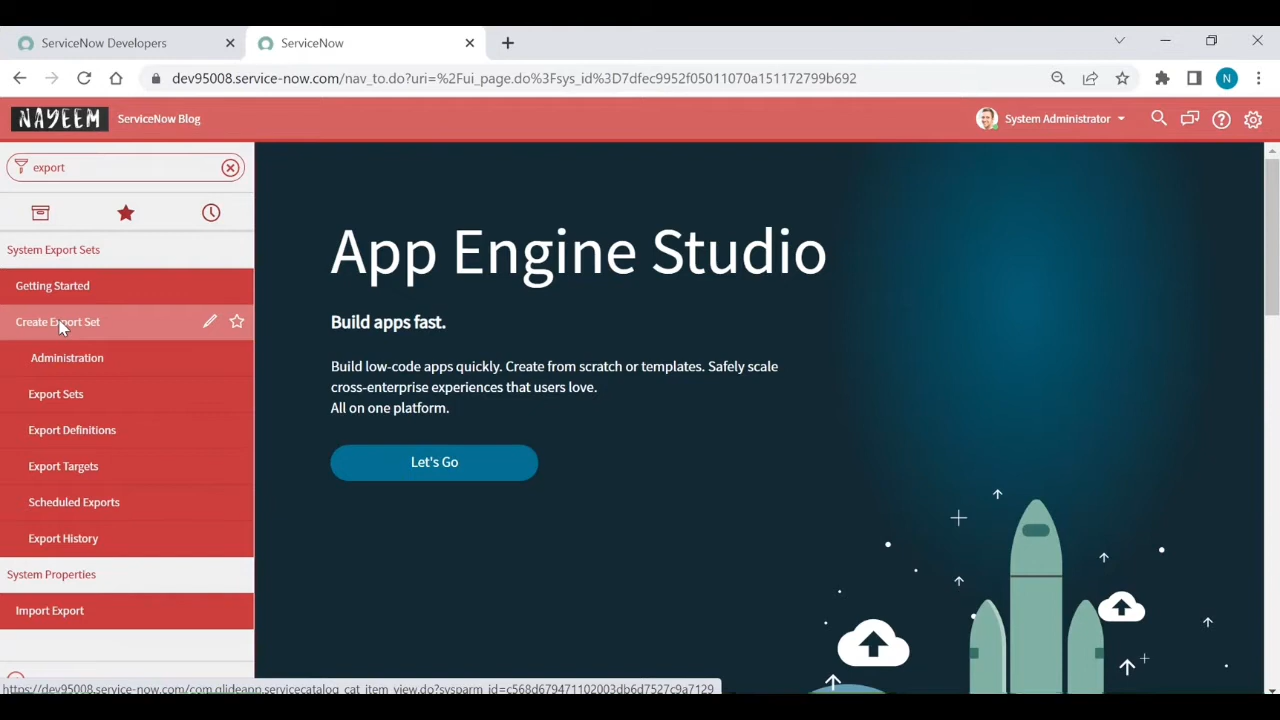 ServiceNow Developers
ServiceNow
dev95008.service-now.com/nav_to.do?uri=%2Fui_page.do%3Fsys_id%3D7dfec9952f05011070a151172799b692
N
NAYEEM
ServiceNow Blog
System Administrator
export
System Export Sets
Getting Started
Create Export Set
Administration
Export Sets
Export Definitions
Export Targets
Scheduled Exports
Export History
System Properties
Import Export
App Engine Studio
Build apps fast.
Build low-code apps quickly. Create from scratch or templates. Safely scale
cross-enterprise experiences that users love.
All on one platform.
Let's Go
https://dev95008.service-now.com/com.glideapp.servicecatalog_cat_item_view.do?sysparm_id=c568d679471102003db6d7527c9a7129